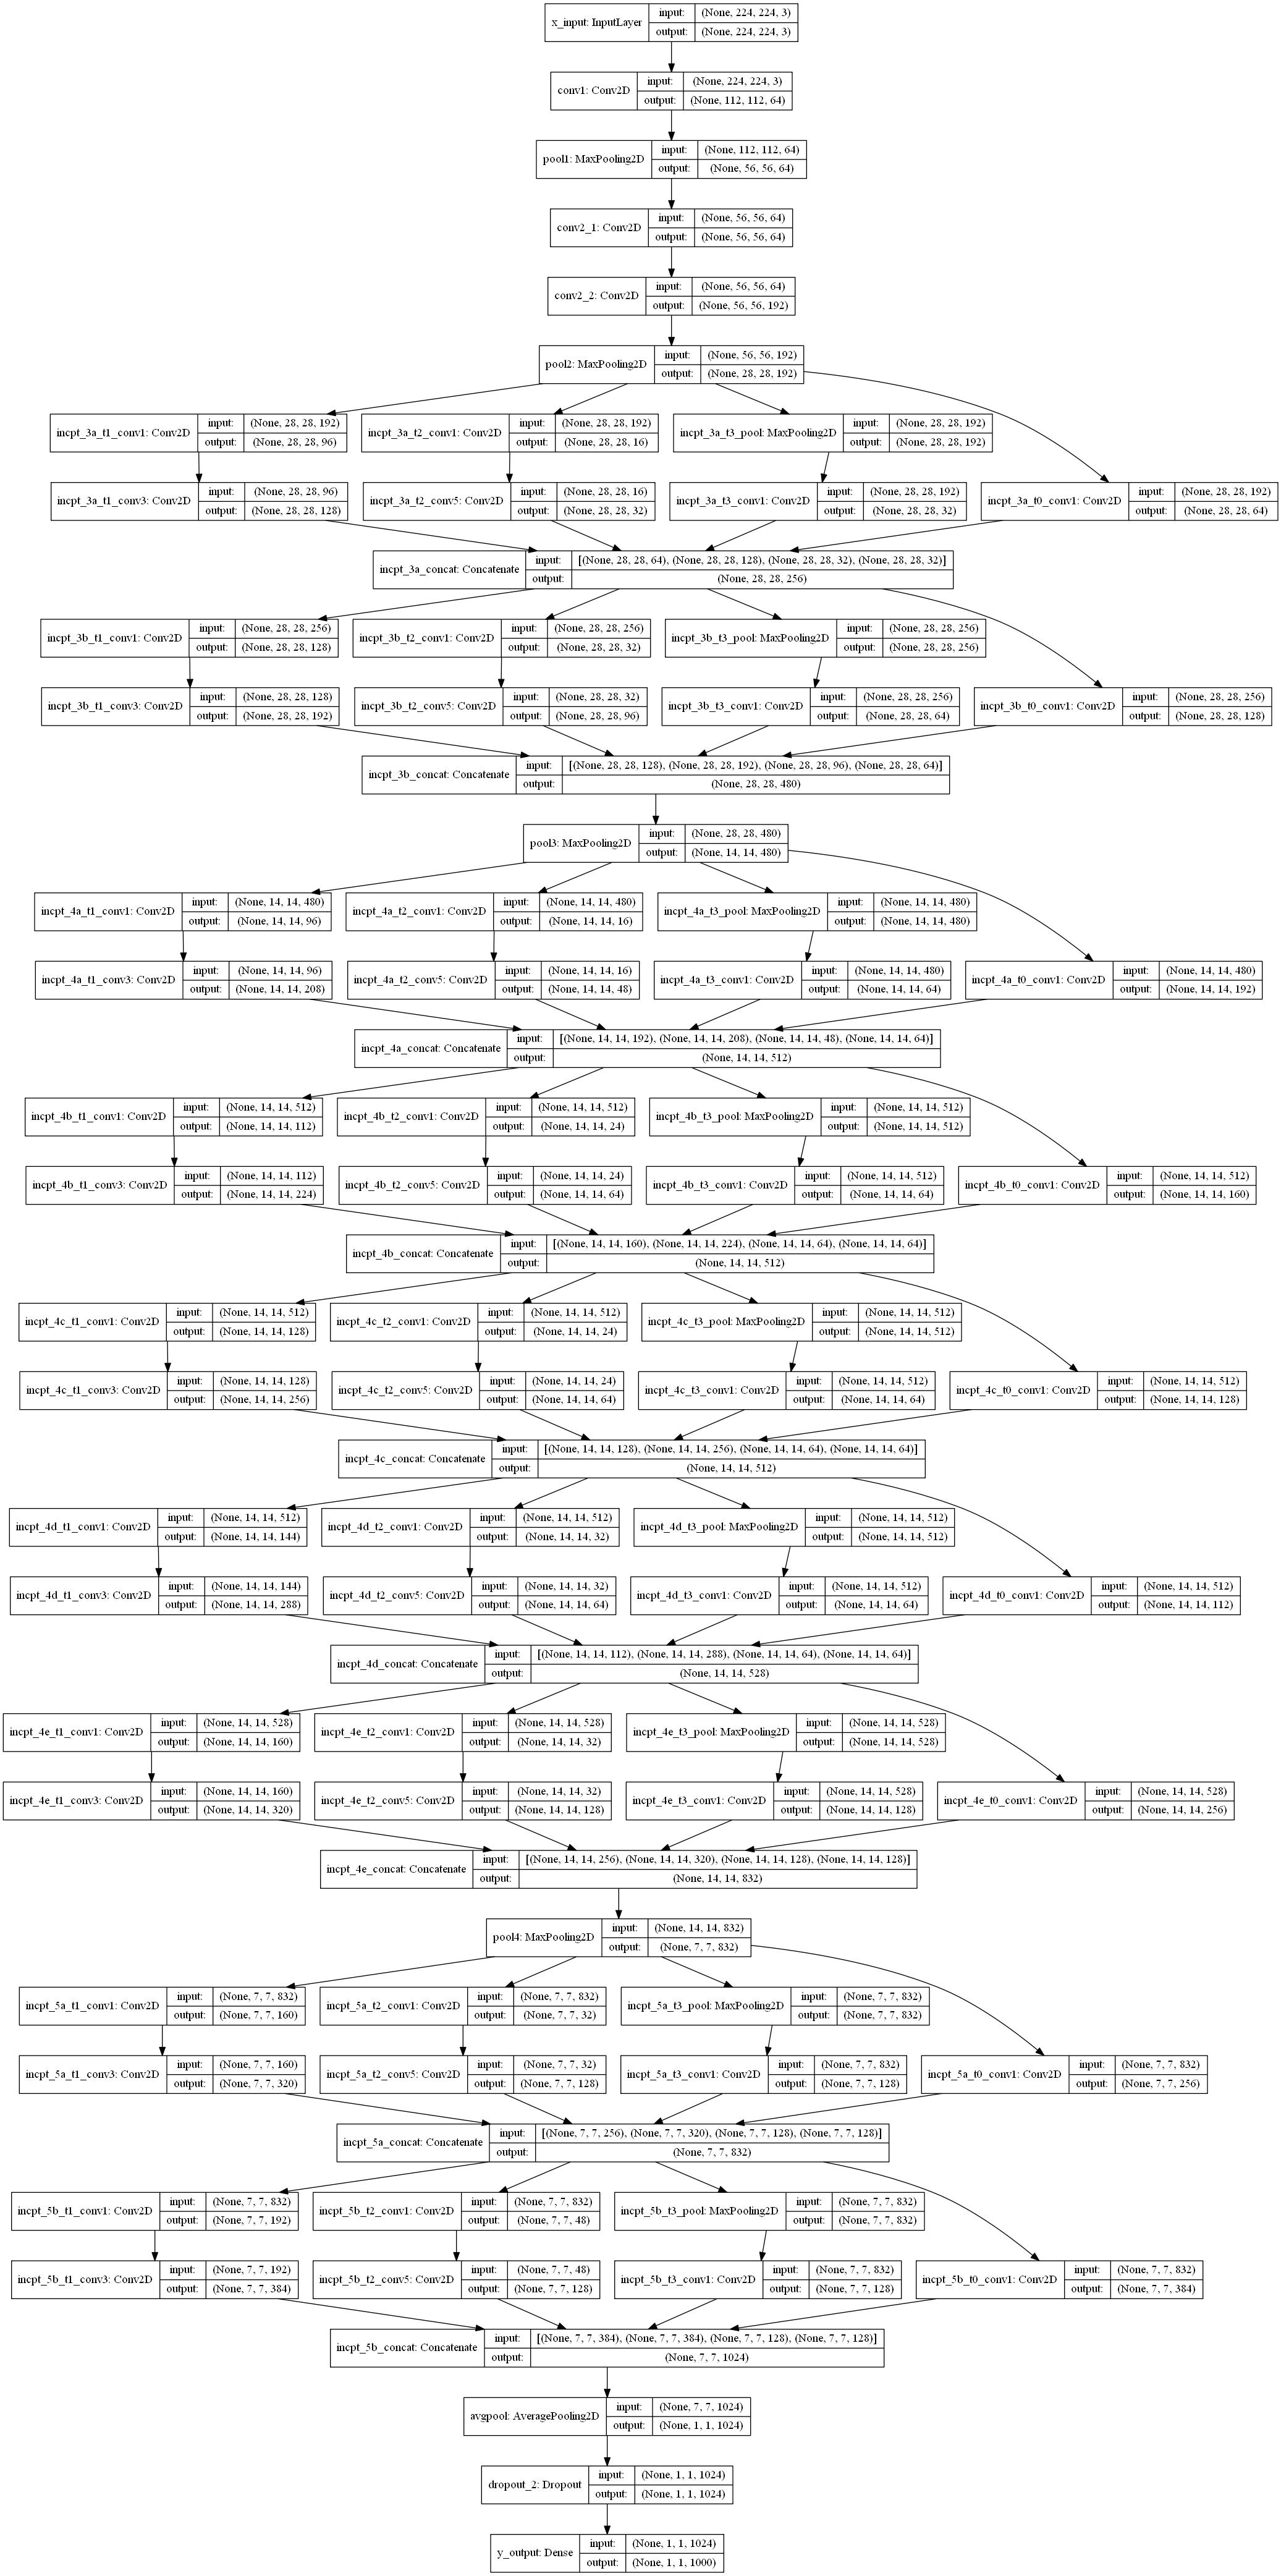 x_input: InputLayer
input: (None, 224, 224, 3)
output: (None, 224, 224, 3)
conv1: Conv2D
input: (None, 224, 224, 3)
output: (None, 112, 112, 64)
pool1: MaxPooling2D
input: (None, 112, 112, 64)
output: (None, 56, 56, 64)
conv2_1: Conv2D
input: (None, 56, 56, 64)
output: (None, 56, 56, 64)
conv2_2: Conv2D
input: (None, 56, 56, 64)
output: (None, 56, 56, 192)
pool2: MaxPooling2D
input: (None, 56, 56, 192)
output: (None, 28, 28, 192)
incpt_3a_t1_conv1: Conv2D
input: (None, 28, 28, 192)
output: (None, 28, 28, 96)
incpt_3a_t2_conv1: Conv2D
input: (None, 28, 28, 192)
output: (None, 28, 28, 16)
incpt_3a_t3_pool: MaxPooling2D
input: (None, 28, 28, 192)
output: (None, 28, 28, 192)
incpt_3a_t1_conv3: Conv2D
input: (None, 28, 28, 96)
output: (None, 28, 28, 128)
incpt_3a_t2_conv5: Conv2D
input: (None, 28, 28, 16)
output: (None, 28, 28, 32)
incpt_3a_t3_conv1: Conv2D
input: (None, 28, 28, 192)
output: (None, 28, 28, 32)
incpt_3a_t0_conv1: Conv2D
input: (None, 28, 28, 192)
output: (None, 28, 28, 64)
incpt_3a_concat: Concatenate
input: [(None, 28, 28, 64), (None, 28, 28, 128), (None, 28, 28, 32), (None, 28, 28, 32)]
output: (None, 28, 28, 256)
incpt_3b_t1_conv1: Conv2D
input: (None, 28, 28, 256)
output: (None, 28, 28, 128)
incpt_3b_t2_conv1: Conv2D
input: (None, 28, 28, 256)
output: (None, 28, 28, 32)
incpt_3b_t3_pool: MaxPooling2D
input: (None, 28, 28, 256)
output: (None, 28, 28, 256)
incpt_3b_t1_conv3: Conv2D
input: (None, 28, 28, 128)
output: (None, 28, 28, 192)
incpt_3b_t2_conv5: Conv2D
input: (None, 28, 28, 32)
output: (None, 28, 28, 96)
incpt_3b_t3_conv1: Conv2D
input: (None, 28, 28, 256)
output: (None, 28, 28, 64)
incpt_3b_t0_conv1: Conv2D
input: (None, 28, 28, 256)
output: (None, 28, 28, 128)
incpt_3b_concat: Concatenate
input: [(None, 28, 28, 128), (None, 28, 28, 192), (None, 28, 28, 96), (None, 28, 28, 64)]
output: (None, 28, 28, 480)
pool3: MaxPooling2D
input: (None, 28, 28, 480)
output: (None, 14, 14, 480)
incpt_4a_t1_conv1: Conv2D
input: (None, 14, 14, 480)
output: (None, 14, 14, 96)
incpt_4a_t2_conv1: Conv2D
input: (None, 14, 14, 480)
output: (None, 14, 14, 16)
incpt_4a_t3_pool: MaxPooling2D
input: (None, 14, 14, 480)
output: (None, 14, 14, 480)
incpt_4a_t1_conv3: Conv2D
input: (None, 14, 14, 96)
output: (None, 14, 14, 208)
incpt_4a_t2_conv5: Conv2D
input: (None, 14, 14, 16)
output: (None, 14, 14, 48)
incpt_4a_t3_conv1: Conv2D
input: (None, 14, 14, 480)
output: (None, 14, 14, 64)
incpt_4a_t0_conv1: Conv2D
input: (None, 14, 14, 480)
output: (None, 14, 14, 192)
incpt_4a_concat: Concatenate
input: [(None, 14, 14, 192), (None, 14, 14, 208), (None, 14, 14, 48), (None, 14, 14, 64)]
output: (None, 14, 14, 512)
incpt_4b_t1_conv1: Conv2D
input: (None, 14, 14, 512)
output: (None, 14, 14, 112)
incpt_4b_t2_conv1: Conv2D
input: (None, 14, 14, 512)
output: (None, 14, 14, 24)
incpt_4b_t3_pool: MaxPooling2D
input: (None, 14, 14, 512)
output: (None, 14, 14, 512)
incpt_4b_t1_conv3: Conv2D
input: (None, 14, 14, 112)
output: (None, 14, 14, 224)
incpt_4b_t2_conv5: Conv2D
input: (None, 14, 14, 24)
output: (None, 14, 14, 64)
incpt_4b_t3_conv1: Conv2D
input: (None, 14, 14, 512)
output: (None, 14, 14, 64)
incpt_4b_t0_conv1: Conv2D
input: (None, 14, 14, 512)
output: (None, 14, 14, 160)
incpt_4b_concat: Concatenate
input: [(None, 14, 14, 160), (None, 14, 14, 224), (None, 14, 14, 64), (None, 14, 14, 64)]
output: (None, 14, 14, 512)
incpt_4c_t1_conv1: Conv2D
input: (None, 14, 14, 512)
output: (None, 14, 14, 128)
incpt_4c_t2_conv1: Conv2D
input: (None, 14, 14, 512)
output: (None, 14, 14, 24)
incpt_4c_t3_pool: MaxPooling2D
input: (None, 14, 14, 512)
output: (None, 14, 14, 512)
incpt_4c_t1_conv3: Conv2D
input: (None, 14, 14, 128)
output: (None, 14, 14, 256)
incpt_4c_t2_conv5: Conv2D
input: (None, 14, 14, 24)
output: (None, 14, 14, 64)
incpt_4c_t3_conv1: Conv2D
input: (None, 14, 14, 512)
output: (None, 14, 14, 64)
incpt_4c_t0_conv1: Conv2D
input: (None, 14, 14, 512)
output: (None, 14, 14, 128)
incpt_4c_concat: Concatenate
input: [(None, 14, 14, 128), (None, 14, 14, 256), (None, 14, 14, 64), (None, 14, 14, 64)]
output: (None, 14, 14, 512)
incpt_4d_t1_conv1: Conv2D
input: (None, 14, 14, 512)
output: (None, 14, 14, 144)
incpt_4d_t2_conv1: Conv2D
input: (None, 14, 14, 512)
output: (None, 14, 14, 32)
incpt_4d_t3_pool: MaxPooling2D
input: (None, 14, 14, 512)
output: (None, 14, 14, 512)
incpt_4d_t1_conv3: Conv2D
input: (None, 14, 14, 144)
output: (None, 14, 14, 288)
incpt_4d_t2_conv5: Conv2D
input: (None, 14, 14, 32)
output: (None, 14, 14, 64)
incpt_4d_t3_conv1: Conv2D
input: (None, 14, 14, 512)
output: (None, 14, 14, 64)
incpt_4d_t0_conv1: Conv2D
input: (None, 14, 14, 512)
output: (None, 14, 14, 112)
incpt_4d_concat: Concatenate
input: [(None, 14, 14, 112), (None, 14, 14, 288), (None, 14, 14, 64), (None, 14, 14, 64)]
output: (None, 14, 14, 528)
incpt_4e_t1_conv1: Conv2D
input: (None, 14, 14, 528)
output: (None, 14, 14, 160)
incpt_4e_t2_conv1: Conv2D
input: (None, 14, 14, 528)
output: (None, 14, 14, 32)
incpt_4e_t3_pool: MaxPooling2D
input: (None, 14, 14, 528)
output: (None, 14, 14, 528)
incpt_4e_t1_conv3: Conv2D
input: (None, 14, 14, 160)
output: (None, 14, 14, 320)
incpt_4e_t2_conv5: Conv2D
input: (None, 14, 14, 32)
output: (None, 14, 14, 128)
incpt_4e_t3_conv1: Conv2D
input: (None, 14, 14, 528)
output: (None, 14, 14, 128)
incpt_4e_t0_conv1: Conv2D
input: (None, 14, 14, 528)
output: (None, 14, 14, 256)
incpt_4e_concat: Concatenate
input: [(None, 14, 14, 256), (None, 14, 14, 320), (None, 14, 14, 128), (None, 14, 14, 128)]
output: (None, 14, 14, 832)
pool4: MaxPooling2D
input: (None, 14, 14, 832)
output: (None, 7, 7, 832)
incpt_5a_t1_conv1: Conv2D
input: (None, 7, 7, 832)
output: (None, 7, 7, 160)
incpt_5a_t2_conv1: Conv2D
input: (None, 7, 7, 832)
output: (None, 7, 7, 32)
incpt_5a_t3_pool: MaxPooling2D
input: (None, 7, 7, 832)
output: (None, 7, 7, 832)
incpt_5a_t1_conv3: Conv2D
input: (None, 7, 7, 160)
output: (None, 7, 7, 320)
incpt_5a_t2_conv5: Conv2D
input: (None, 7, 7, 32)
output: (None, 7, 7, 128)
incpt_5a_t3_conv1: Conv2D
input: (None, 7, 7, 832)
output: (None, 7, 7, 128)
incpt_5a_t0_conv1: Conv2D
input: (None, 7, 7, 832)
output: (None, 7, 7, 256)
incpt_5a_concat: Concatenate
input: [(None, 7, 7, 256), (None, 7, 7, 320), (None, 7, 7, 128), (None, 7, 7, 128)]
output: (None, 7, 7, 832)
incpt_5b_t1_conv1: Conv2D
input: (None, 7, 7, 832)
output: (None, 7, 7, 192)
incpt_5b_t2_conv1: Conv2D
input: (None, 7, 7, 832)
output: (None, 7, 7, 48)
incpt_5b_t3_pool: MaxPooling2D
input: (None, 7, 7, 832)
output: (None, 7, 7, 832)
incpt_5b_t1_conv3: Conv2D
input: (None, 7, 7, 192)
output: (None, 7, 7, 384)
incpt_5b_t2_conv5: Conv2D
input: (None, 7, 7, 48)
output: (None, 7, 7, 128)
incpt_5b_t3_conv1: Conv2D
input: (None, 7, 7, 832)
output: (None, 7, 7, 128)
incpt_5b_t0_conv1: Conv2D
input: (None, 7, 7, 832)
output: (None, 7, 7, 384)
incpt_5b_concat: Concatenate
input: [(None, 7, 7, 384), (None, 7, 7, 384), (None, 7, 7, 128), (None, 7, 7, 128)]
output: (None, 7, 7, 1024)
avgpool: AveragePooling2D
input: (None, 7, 7, 1024)
output: (None, 1, 1, 1024)
dropout_2: Dropout
input: (None, 1, 1, 1024)
output: (None, 1, 1, 1024)
y_output: Dense
input: (None, 1, 1, 1024)
output: (None, 1, 1, 1000)